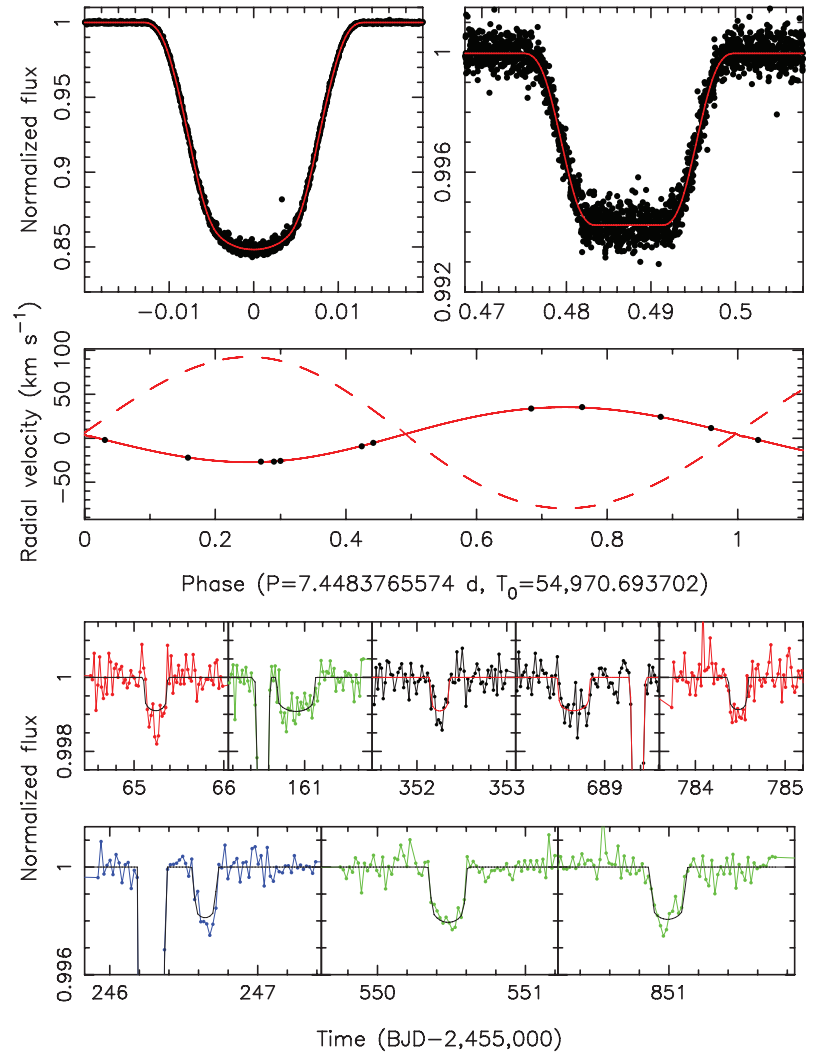 Normalized flux
1
0.95
0.9
0.85
−0.01 0 0.01
1
0.996
0.992
0.47 0.48 0.49 0.5
Radial velocity (km s⁻¹)
100
50
0
−50
0 0.2 0.4 0.6 0.8 1
Phase (P=7.4483765574 d, T₀=54,970.693702)
Normalized flux
1
0.998
65 66 161 352 353 689 784 785
1
0.996
246 247 550 551 851
Time (BJD−2,455,000)